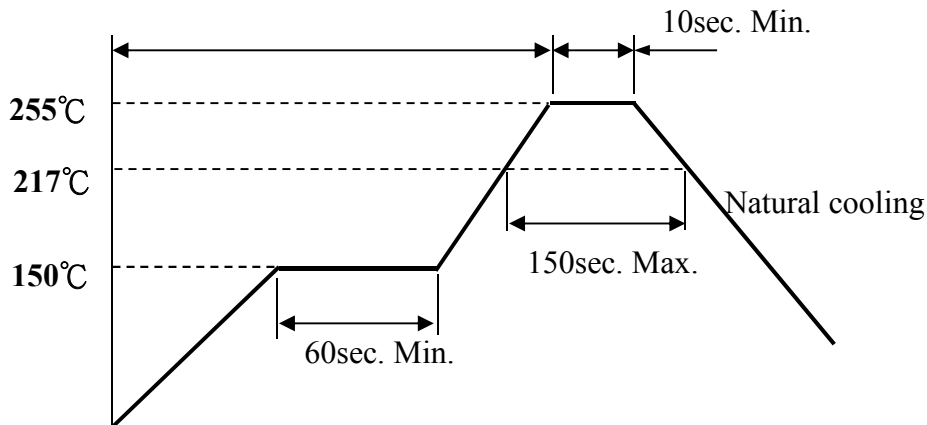 10sec. Min.
255℃
217℃
Natural cooling
150sec. Max.
150℃
60sec. Min.